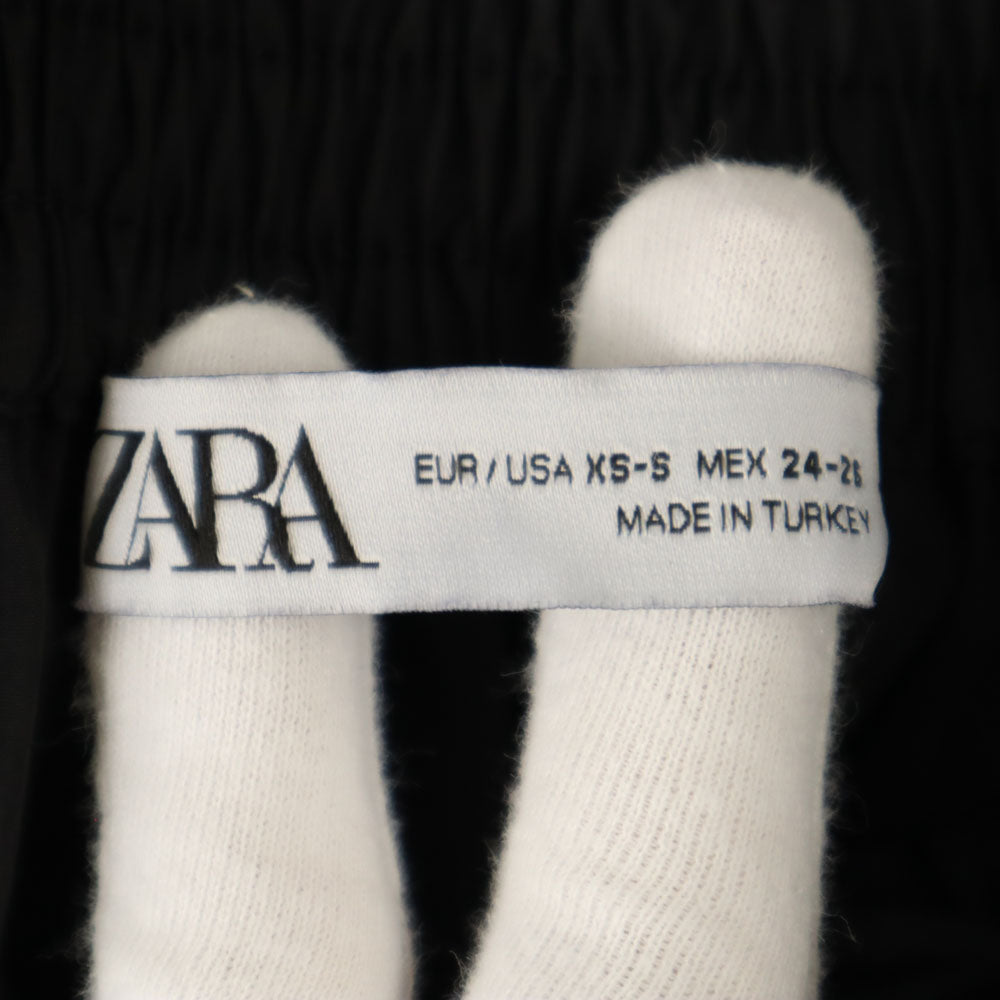 ZARA
EUR / USA XS-S MEX 24-26
MADE IN TURKEY